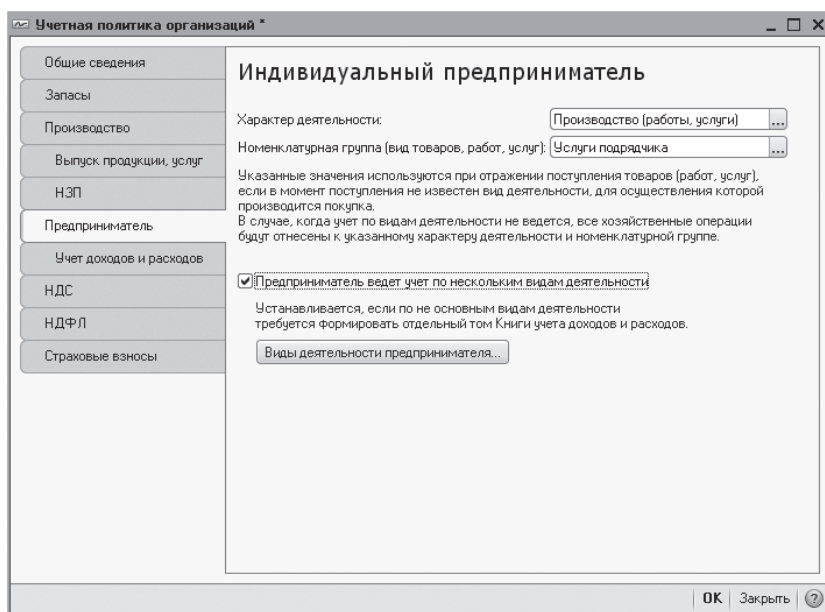 Учетная политика организаций *
Общие сведения
Запасы
Производство
Выпуск продукции, услуг
НЗП
Предприниматель
Учет доходов и расходов
НДС
НДФЛ
Страховые взносы
Индивидуальный предприниматель
Характер деятельности: Производство (работы, услуги) ...
Номенклатурная группа (вид товаров, работ, услуг): Услуги подрядчика ...
Указанные значения используются при отражении поступления товаров (работ, услуг),
если в момент поступления не известен вид деятельности, для осуществления которой
производится покупка.
В случае, когда учет по видам деятельности не ведется, все хозяйственные операции
будут отнесены к указанному характеру деятельности и номенклатурной группе.
Предприниматель ведет учет по нескольким видам деятельности
Устанавливается, если по не основным видам деятельности
требуется формировать отдельный том Книги учета доходов и расходов.
Виды деятельности предпринимателя...
OK Закрыть ?